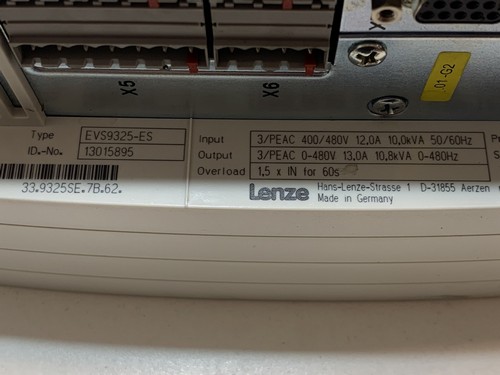 X
X5
X6
01-G2
Type EVS9325-ES
ID.-No. 13015895
33.9325SE.7B.62.
Input 3/PEAC 400/480V 12,0A 10,0kVA 50/60Hz
Output 3/PEAC 0-480V 13,0A 10,8kVA 0-480Hz
Overload 1,5 x IN for 60s
Lenze Hans-Lenze-Strasse 1 D-31855 Aerzen
Made in Germany